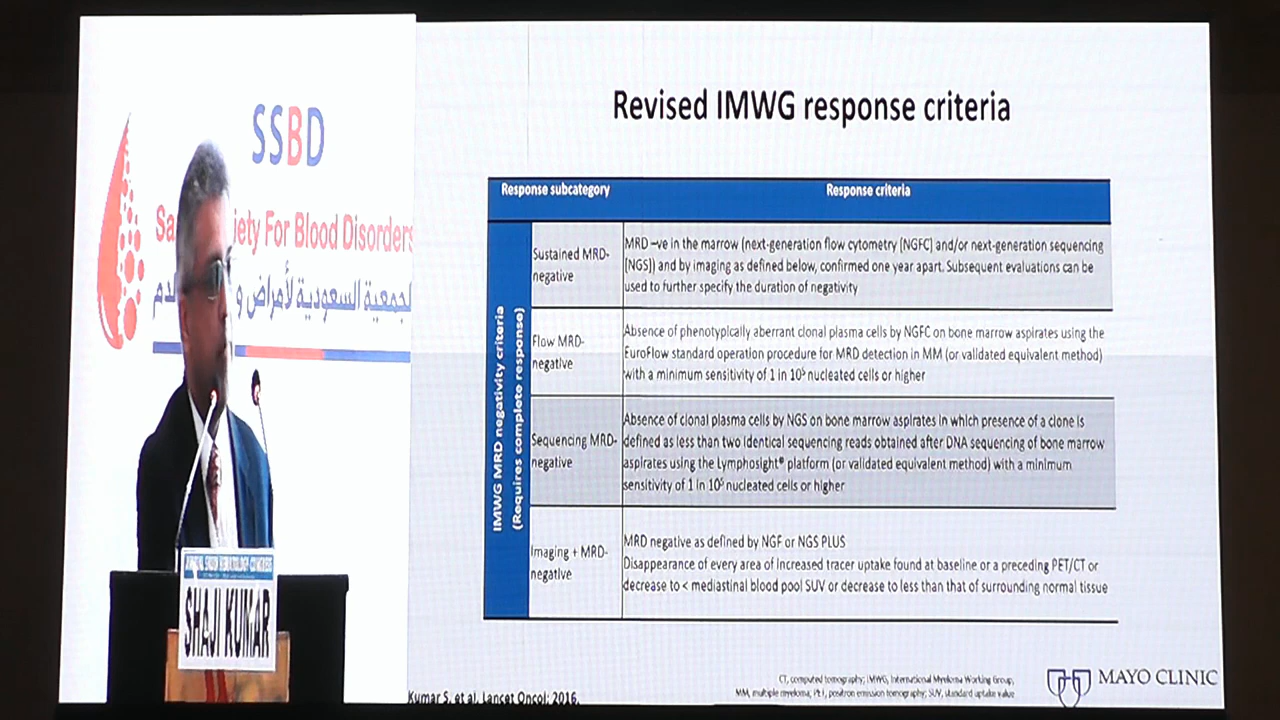 SSBD
Sa iety For Blood Disorders
الجمعية السعودية لأمراض و الدم
SHAJI KUMAR
Revised IMWG response criteria
Response subcategory
Response criteria
IMWG MRD negativity criteria
(Requires complete response)
Sustained MRD-
negative
MRD –ve in the marrow (next-generation flow cytometry [NGFC] and/or next-generation sequencing
[NGS]) and by imaging as defined below, confirmed one year apart. Subsequent evaluations can be
used to further specify the duration of negativity
Flow MRD-
negative
Absence of phenotypically aberrant clonal plasma cells by NGFC on bone marrow aspirates using the
EuroFlow standard operation procedure for MRD detection in MM (or validated equivalent method)
with a minimum sensitivity of 1 in 10⁵ nucleated cells or higher
Sequencing MRD-
negative
Absence of clonal plasma cells by NGS on bone marrow aspirates in which presence of a clone is
defined as less than two identical sequencing reads obtained after DNA sequencing of bone marrow
aspirates using the Lymphosight® platform (or validated equivalent method) with a minimum
sensitivity of 1 in 10⁵ nucleated cells or higher
Imaging + MRD-
negative
MRD negative as defined by NGF or NGS PLUS
Disappearance of every area of increased tracer uptake found at baseline or a preceding PET/CT or
decrease to < mediastinal blood pool SUV or decrease to less than that of surrounding normal tissue
Kumar S. et al. Lancet Oncol; 2016.
CT, computed tomography; IMWG, International Myeloma Working Group,
MM, multiple myeloma; PET, positron emission tomography; SUV, standard uptake value
MAYO CLINIC